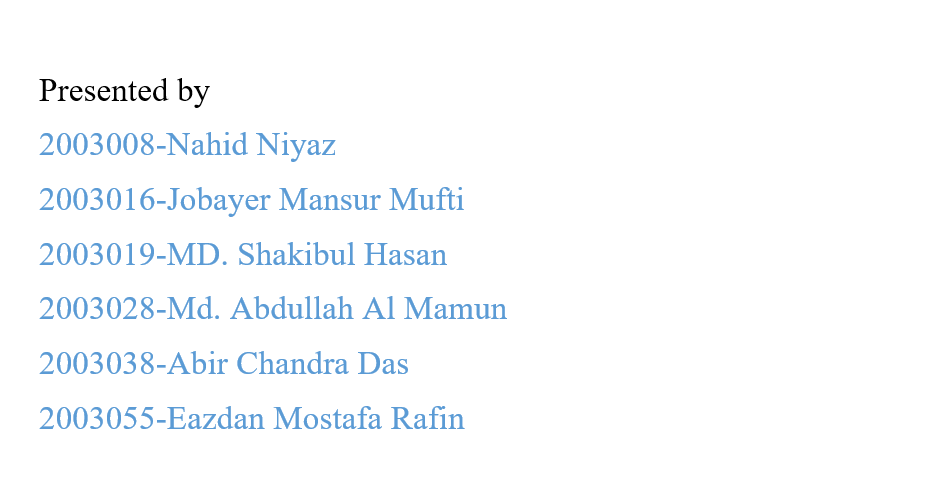 Presented by
2003008-Nahid Niyaz
2003016-Jobayer Mansur Mufti
2003019-MD. Shakibul Hasan
2003028-Md. Abdullah Al Mamun
2003038-Abir Chandra Das
2003055-Eazdan Mostafa Rafin